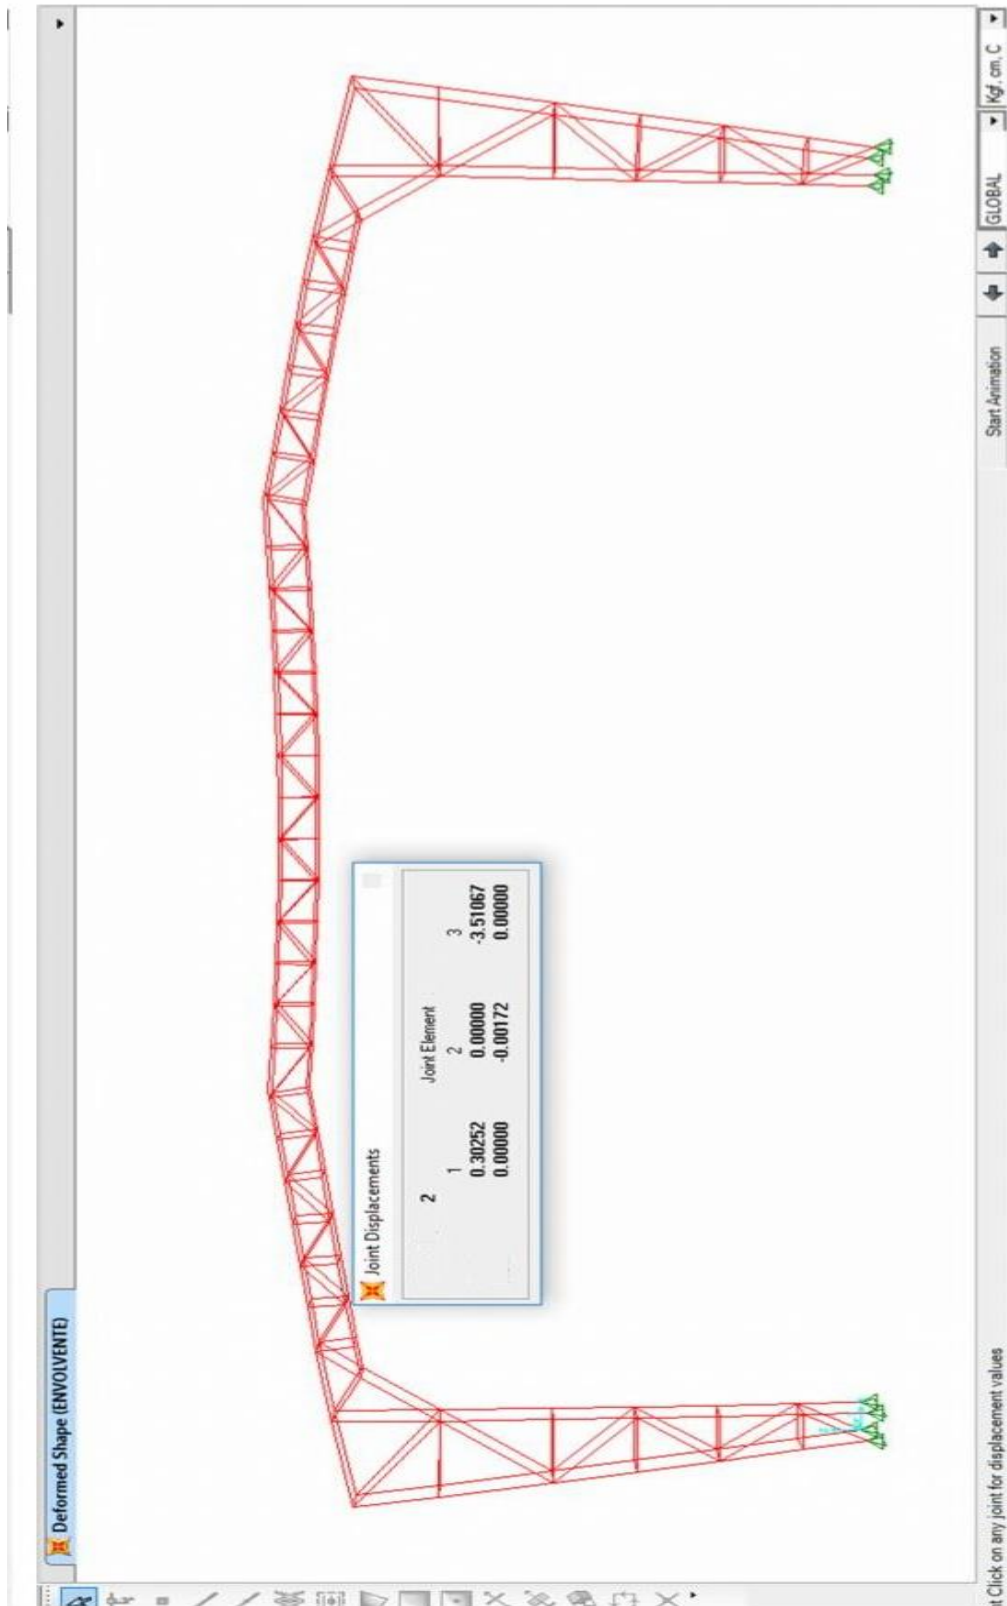 Deformed Shape (ENVOLVENTE)
Joint Displacements
2 Joint Element
1 2 3
0.30252 0.00000 -3.51067
0.00000 -0.00172 0.00000
Click on any joint for displacement values
Start Animation
GLOBAL
Kgf, cm, C